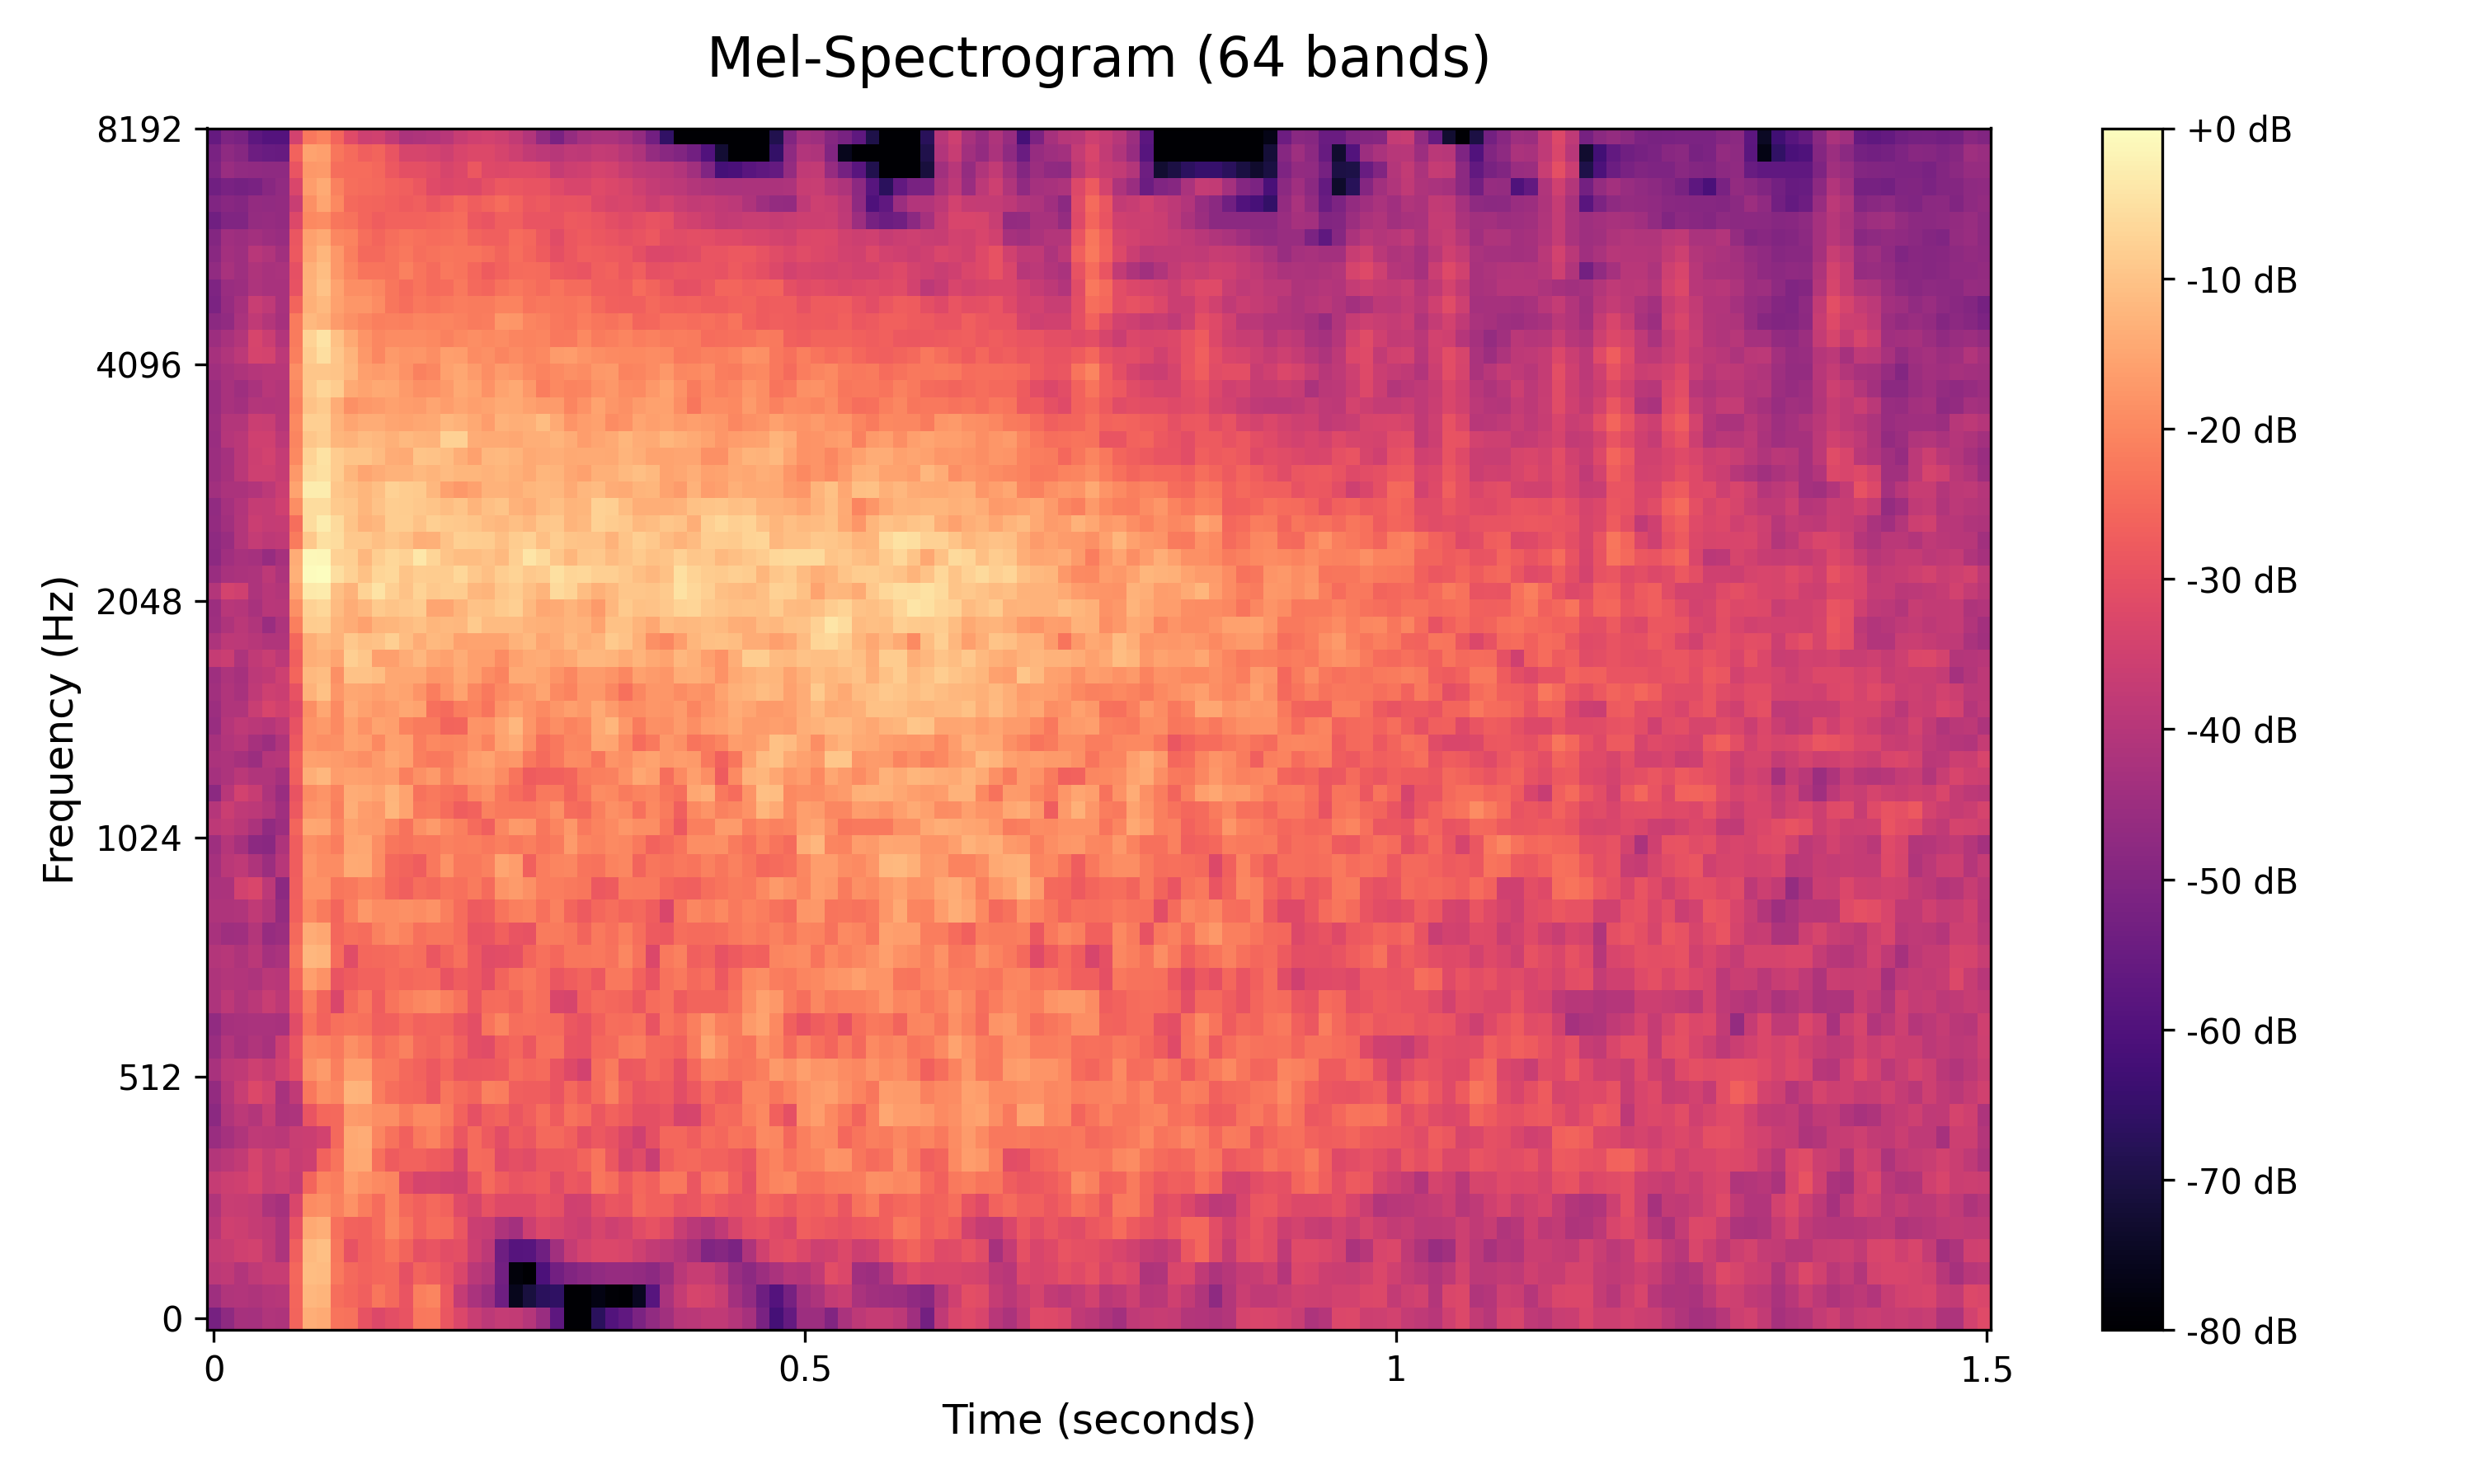 Mel-Spectrogram (64 bands)
8192
4096
2048
1024
512
0
Frequency (Hz)
0
0.5
1
1.5
Time (seconds)
+0 dB
-10 dB
-20 dB
-30 dB
-40 dB
-50 dB
-60 dB
-70 dB
-80 dB